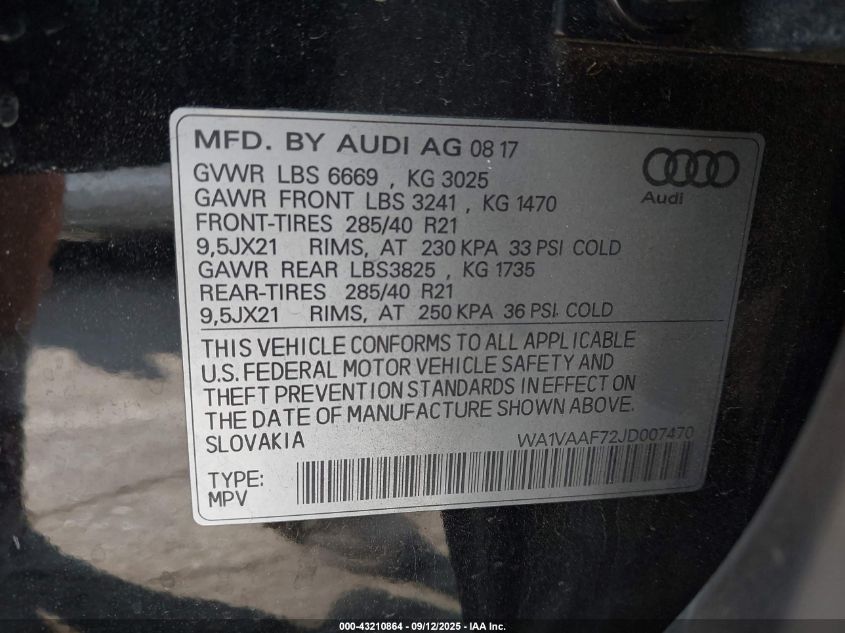 MFD. BY AUDI AG 08 17
GVWR LBS 6669 , KG 3025
GAWR FRONT LBS 3241 , KG 1470
FRONT-TIRES 285/40 R21
9,5JX21 RIMS, AT 230 KPA 33 PSI COLD
GAWR REAR LBS3825 , KG 1735
REAR-TIRES 285/40 R21
9,5JX21 RIMS, AT 250 KPA 36 PSI COLD
Audi
THIS VEHICLE CONFORMS TO ALL APPLICABLE
U.S. FEDERAL MOTOR VEHICLE SAFETY AND
THEFT PREVENTION STANDARDS IN EFFECT ON
THE DATE OF MANUFACTURE SHOWN ABOVE.
SLOVAKIA WA1VAAF72JD007470
TYPE:
MPV
000-43210864 - 09/12/2025 - IAA Inc.